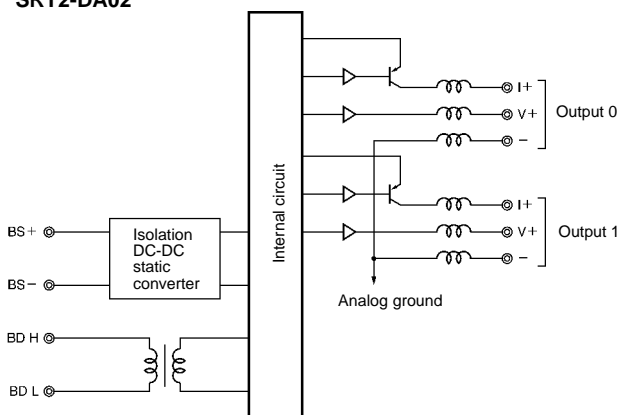 SRT2-DA02
I+
V+
Output 0
−
Internal circuit
I+
V+
Output 1
−
BS+
Isolation
DC-DC
static
converter
BS−
Analog ground
BD H
BD L